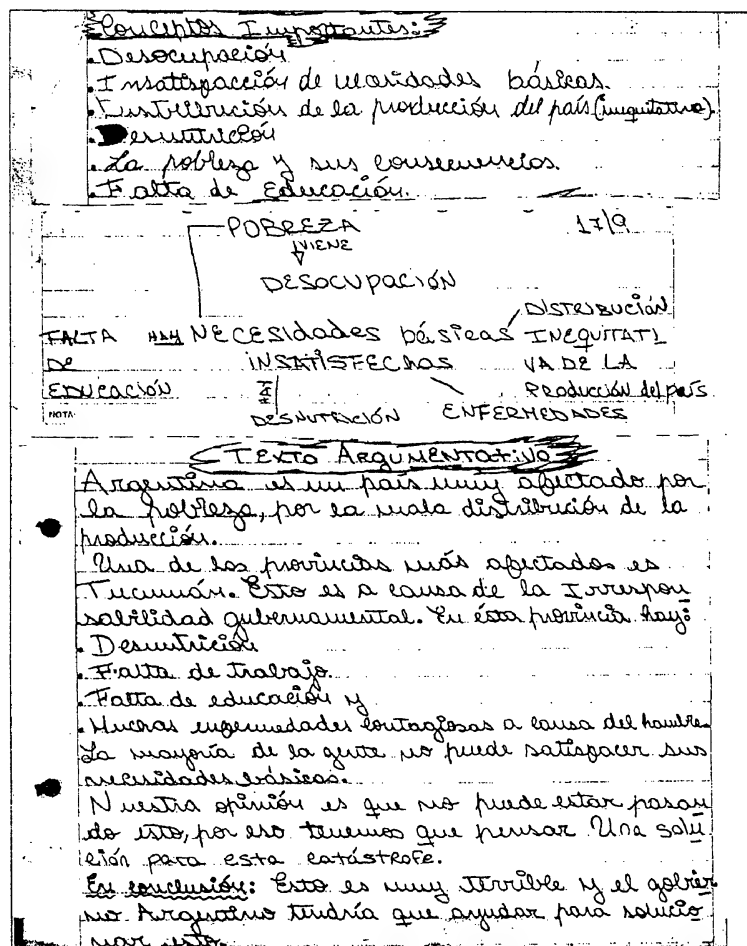 Conceptos Importantes:
. Desocupación
. Insatisfacción de necesidades básicas.
. Distribución de la producción del país (inequitativa).
. Desnutrición
. La pobleza y sus consecuencias.
. Falta de Educación.
POBREZA 17/9
VIENE
DESOCUPACIÓN
FALTA HAY NECESIDADES básicas DISTRIBUCIÓN INEQUITATI
DE INSATISFECHAS VA DE LA
EDUCACIÓN HAY Producción del país
NOTA: DESNUTRICIÓN ENFERMEDADES
TEXTO ARGUMENTATIVO
Argentina es un país muy afectado por
la pobleza, por la mala distribución de la
producción.
Una de las provincias más afectados es
Tucumán. Esto es a causa de la Irrespon
sabilidad gubernamental. En ésta provincia hay:
. Desnutrición
. Falta de trabajo.
. Falta de educación y
. Muchas enfermedades contagiosas a causa del hambre.
La mayoría de la gente no puede satisfacer sus
necesidades básicas.
Nuestra opinión es que no puede estar pasan
do esto, por eso tenemos que pensar Una solu
ción para esta catástrofe.
En conclusión: Esto es muy terrible y el gobier
no Argentino tendría que ayudar para solucio
nar esto.